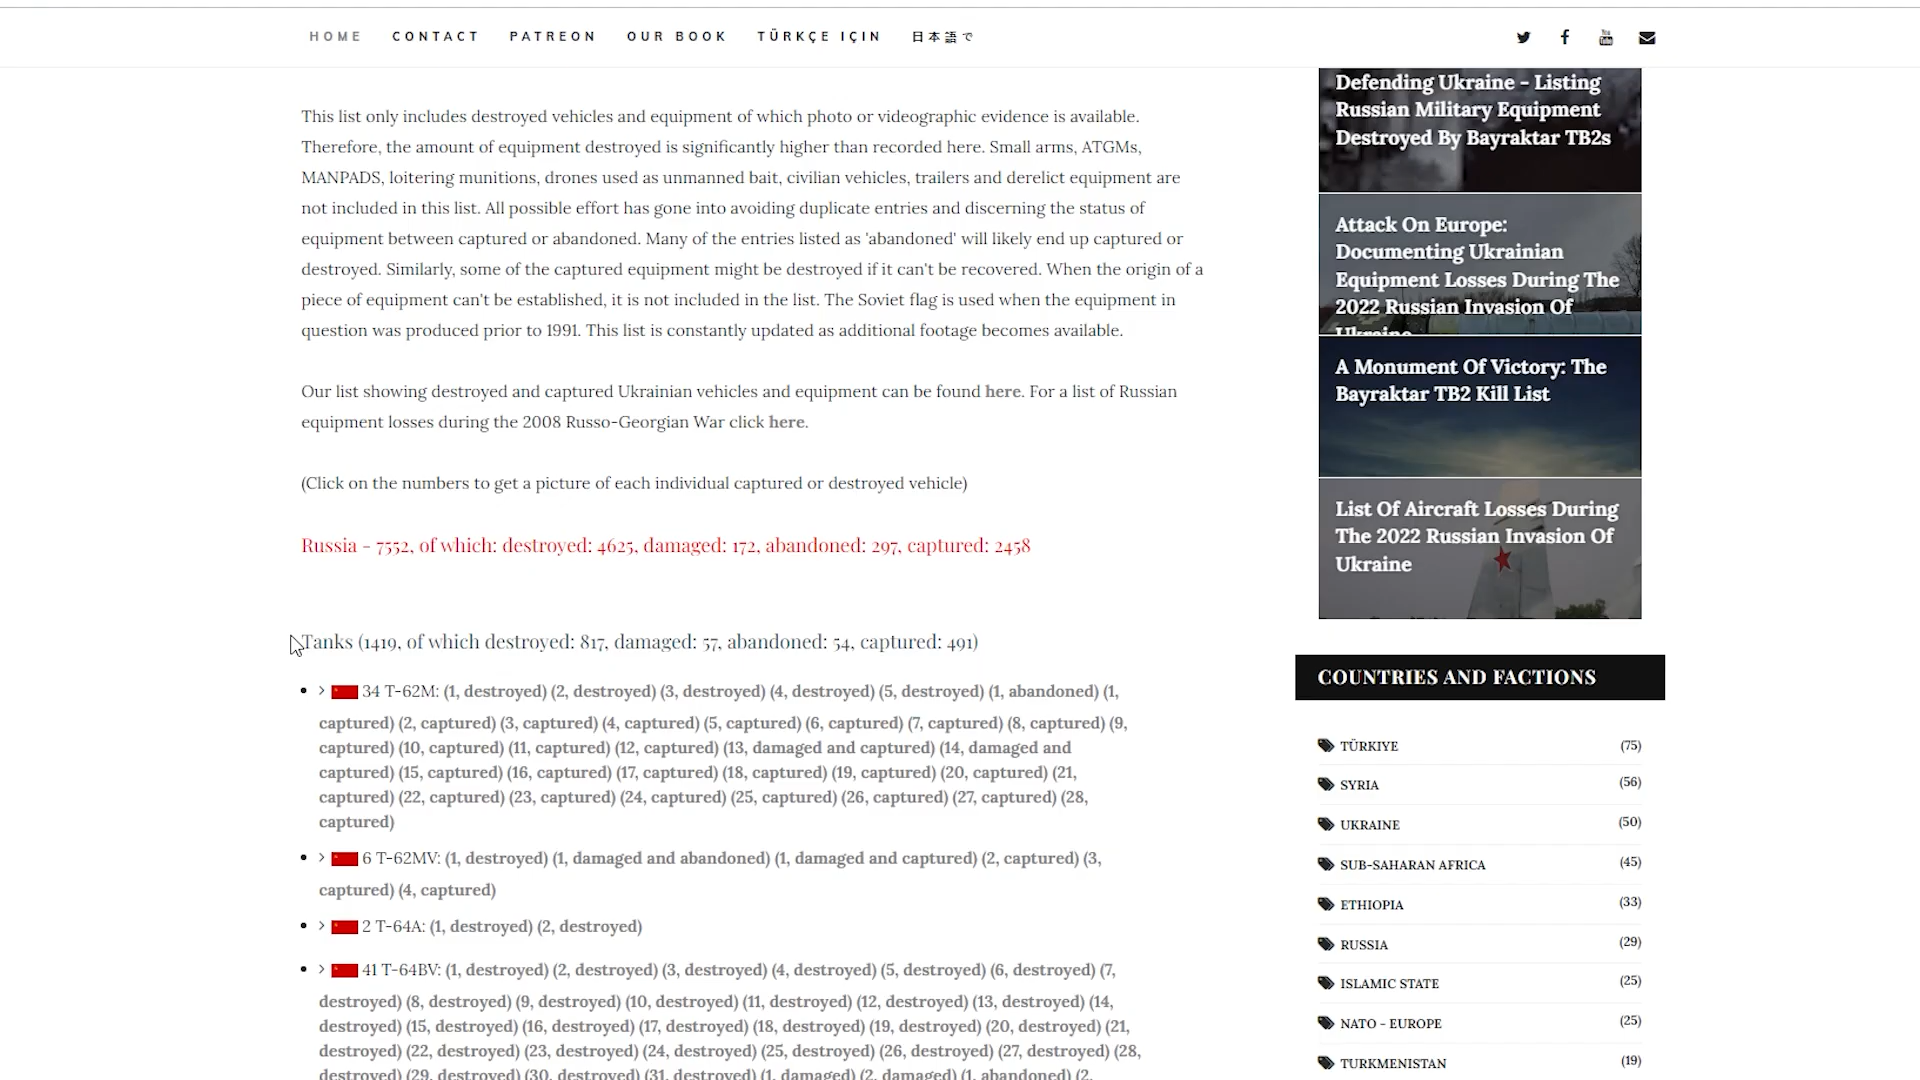 HOME CONTACT PATREON OUR BOOK TÜRKÇE IÇIN 日本語で
This list only includes destroyed vehicles and equipment of which photo or videographic evidence is available.
Therefore, the amount of equipment destroyed is significantly higher than recorded here. Small arms, ATGMs,
MANPADS, loitering munitions, drones used as unmanned bait, civilian vehicles, trailers and derelict equipment are
not included in this list. All possible effort has gone into avoiding duplicate entries and discerning the status of
equipment between captured or abandoned. Many of the entries listed as 'abandoned' will likely end up captured or
destroyed. Similarly, some of the captured equipment might be destroyed if it can't be recovered. When the origin of a
piece of equipment can't be established, it is not included in the list. The Soviet flag is used when the equipment in
question was produced prior to 1991. This list is constantly updated as additional footage becomes available.
Our list showing destroyed and captured Ukrainian vehicles and equipment can be found here. For a list of Russian
equipment losses during the 2008 Russo-Georgian War click here.
(Click on the numbers to get a picture of each individual captured or destroyed vehicle)
Russia - 7552, of which: destroyed: 4625, damaged: 172, abandoned: 297, captured: 2458
Tanks (1419, of which destroyed: 817, damaged: 57, abandoned: 54, captured: 491)
34 T-62M: (1, destroyed) (2, destroyed) (3, destroyed) (4, destroyed) (5, destroyed) (1, abandoned) (1,
captured) (2, captured) (3, captured) (4, captured) (5, captured) (6, captured) (7, captured) (8, captured) (9,
captured) (10, captured) (11, captured) (12, captured) (13, damaged and captured) (14, damaged and
captured) (15, captured) (16, captured) (17, captured) (18, captured) (19, captured) (20, captured) (21,
captured) (22, captured) (23, captured) (24, captured) (25, captured) (26, captured) (27, captured) (28,
captured)
6 T-62MV: (1, destroyed) (1, damaged and abandoned) (1, damaged and captured) (2, captured) (3,
captured) (4, captured)
2 T-64A: (1, destroyed) (2, destroyed)
41 T-64BV: (1, destroyed) (2, destroyed) (3, destroyed) (4, destroyed) (5, destroyed) (6, destroyed) (7,
destroyed) (8, destroyed) (9, destroyed) (10, destroyed) (11, destroyed) (12, destroyed) (13, destroyed) (14,
destroyed) (15, destroyed) (16, destroyed) (17, destroyed) (18, destroyed) (19, destroyed) (20, destroyed) (21,
destroyed) (22, destroyed) (23, destroyed) (24, destroyed) (25, destroyed) (26, destroyed) (27, destroyed) (28,
destroyed) (29, destroyed) (30, destroyed) (31, destroyed) (1, damaged) (2, damaged) (1, abandoned) (2,
Defending Ukraine - Listing
Russian Military Equipment
Destroyed By Bayraktar TB2s
Attack On Europe:
Documenting Ukrainian
Equipment Losses During The
2022 Russian Invasion Of
Ukraine
A Monument Of Victory: The
Bayraktar TB2 Kill List
List Of Aircraft Losses During
The 2022 Russian Invasion Of
Ukraine
COUNTRIES AND FACTIONS
TÜRKIYE (75)
SYRIA (56)
UKRAINE (50)
SUB-SAHARAN AFRICA (45)
ETHIOPIA (33)
RUSSIA (29)
ISLAMIC STATE (25)
NATO - EUROPE (25)
TURKMENISTAN (19)